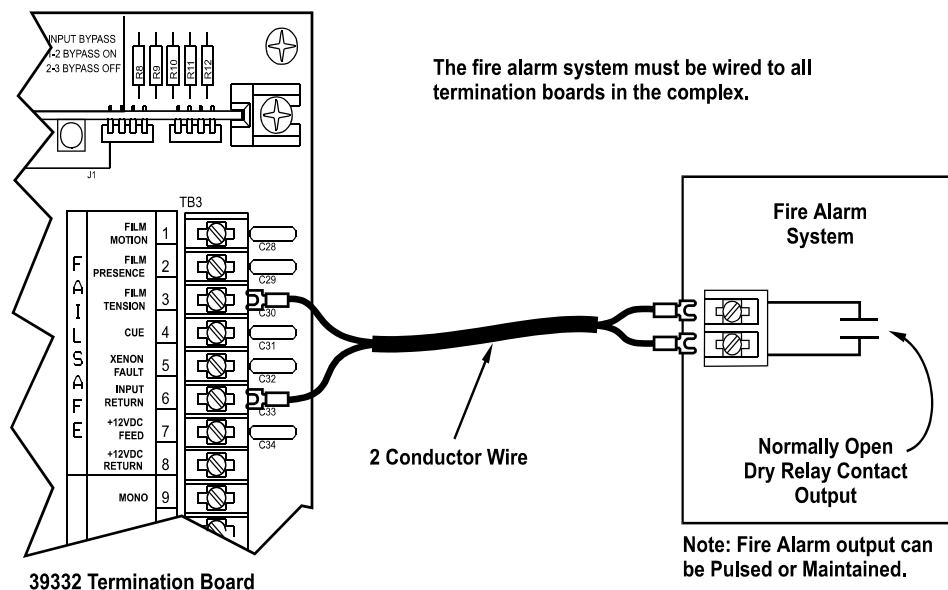 INPUT BYPASS
1-2 BYPASS ON
2-3 BYPASS OFF
R8
R9
R10
R11
R12
J1
The fire alarm system must be wired to all
termination boards in the complex.
TB3
FAILSAFE
FILM
MOTION
1
C28
FILM
PRESENCE
2
C29
FILM
TENSION
3
C30
CUE
4
C31
XENON
FAULT
5
C32
INPUT
RETURN
6
C33
+12VDC
FEED
7
C34
+12VDC
RETURN
8
MONO
9
2 Conductor Wire
Fire Alarm
System
Normally Open
Dry Relay Contact
Output
Note: Fire Alarm output can
be Pulsed or Maintained.
39332 Termination Board